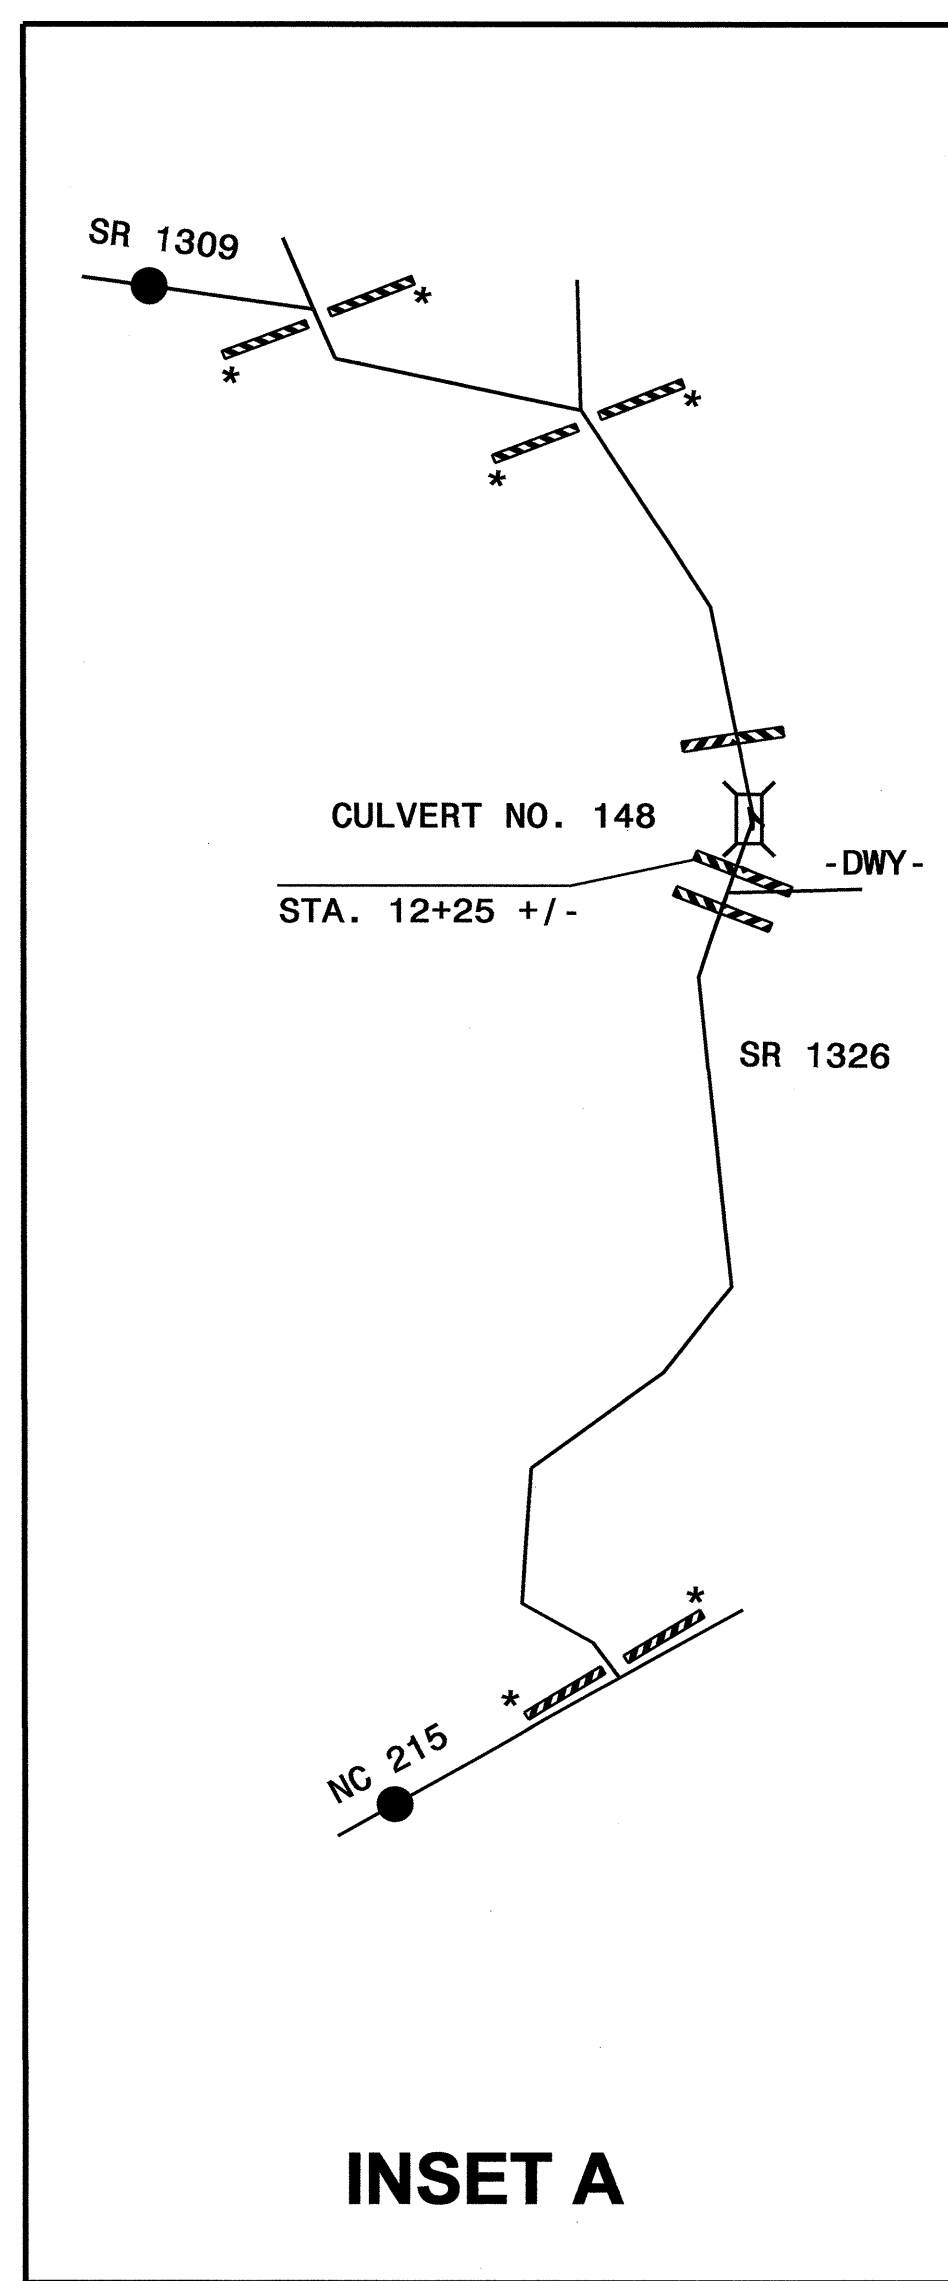 SR 1309
*
*
*
*
CULVERT NO. 148
-DWY-
STA. 12+25 +/-
SR 1326
*
*
NC 215
INSET A